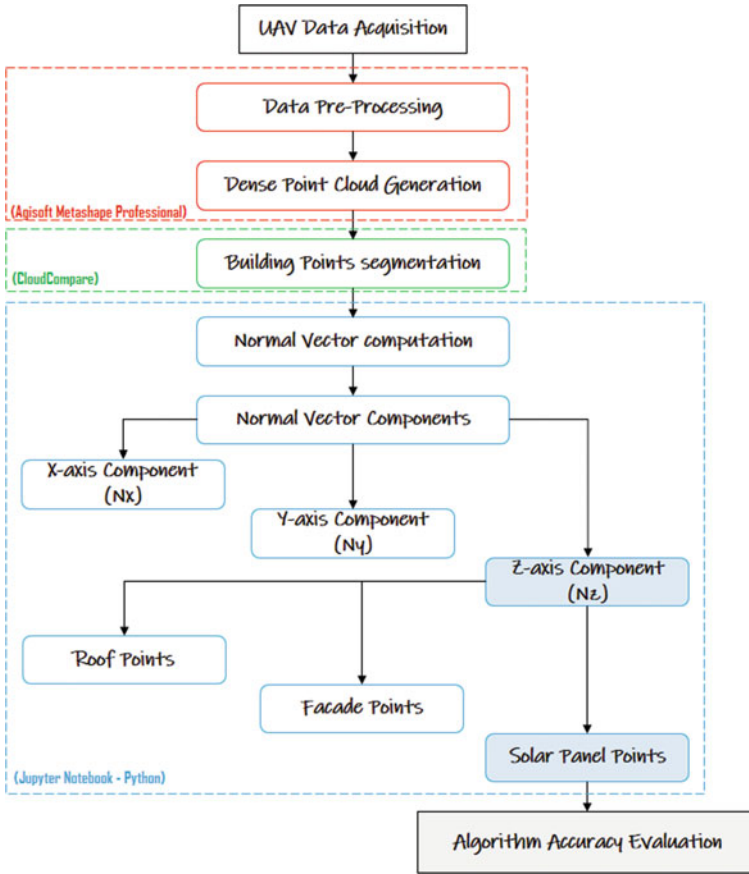 UAV Data Acquisition
Data Pre-Processing
Dense Point Cloud Generation
(Agisoft Metashape Professional)
Building Points segmentation
(CloudCompare)
Normal Vector computation
Normal Vector Components
X-axis Component
(Nx)
Y-axis Component
(Ny)
Z-axis Component
(Nz)
Roof Points
Facade Points
Solar Panel Points
(Jupyter Notebook - Python)
Algorithm Accuracy Evaluation